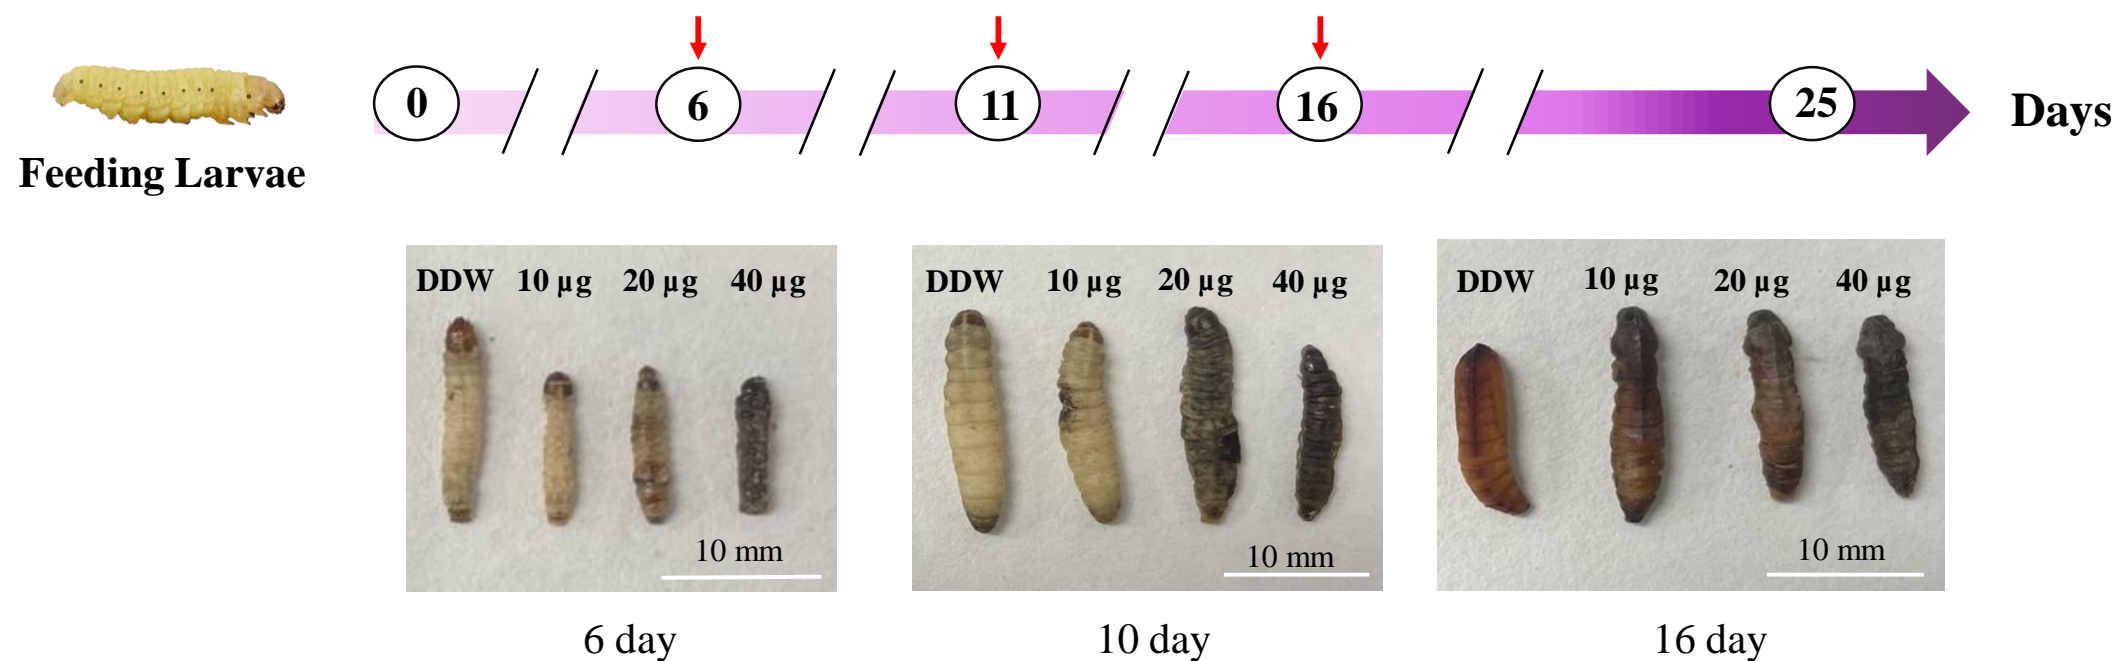 0
6
11
16
25
Days
Feeding Larvae
DDW 10 µg 20 µg 40 µg
10 mm
6 day
DDW 10 µg 20 µg 40 µg
10 mm
10 day
DDW 10 µg 20 µg 40 µg
10 mm
16 day